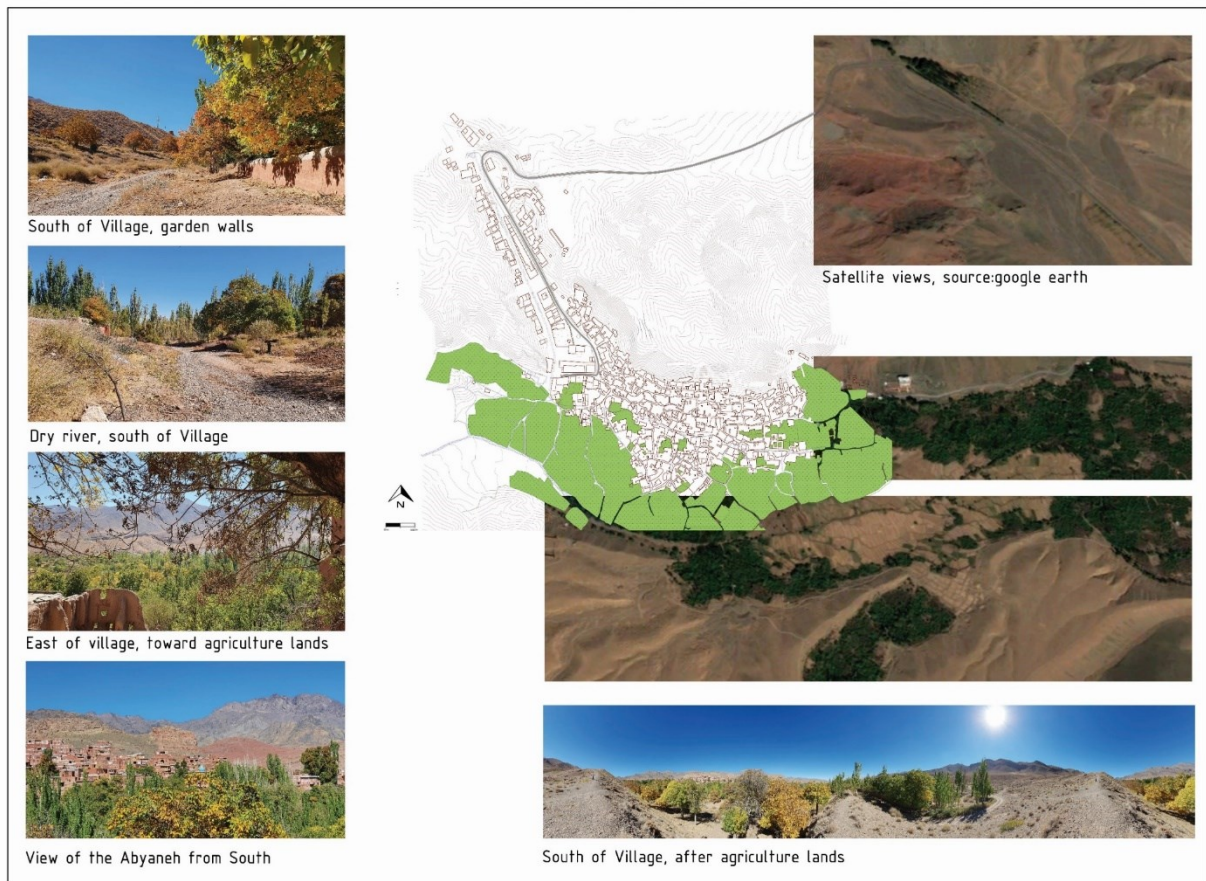 South of Village, garden walls
Satellite views, source:google earth
Dry river, south of Village
N
East of village, toward agriculture lands
View of the Abyaneh from South
South of Village, after agriculture lands